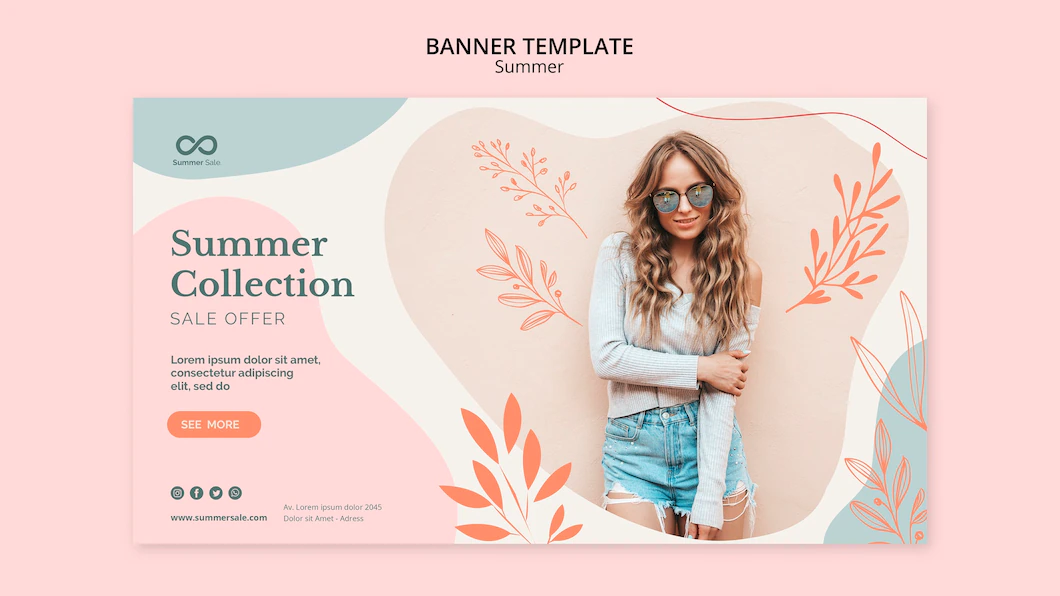 BANNER TEMPLATE
Summer
Summer Sale
Summer
Collection
SALE OFFER
Lorem ipsum dolor sit amet,
consectetur adipiscing
elit, sed do
SEE MORE
www.summersale.com
Av. Lorem ipsum dolor 2045
Dolor sit Amet - Adress